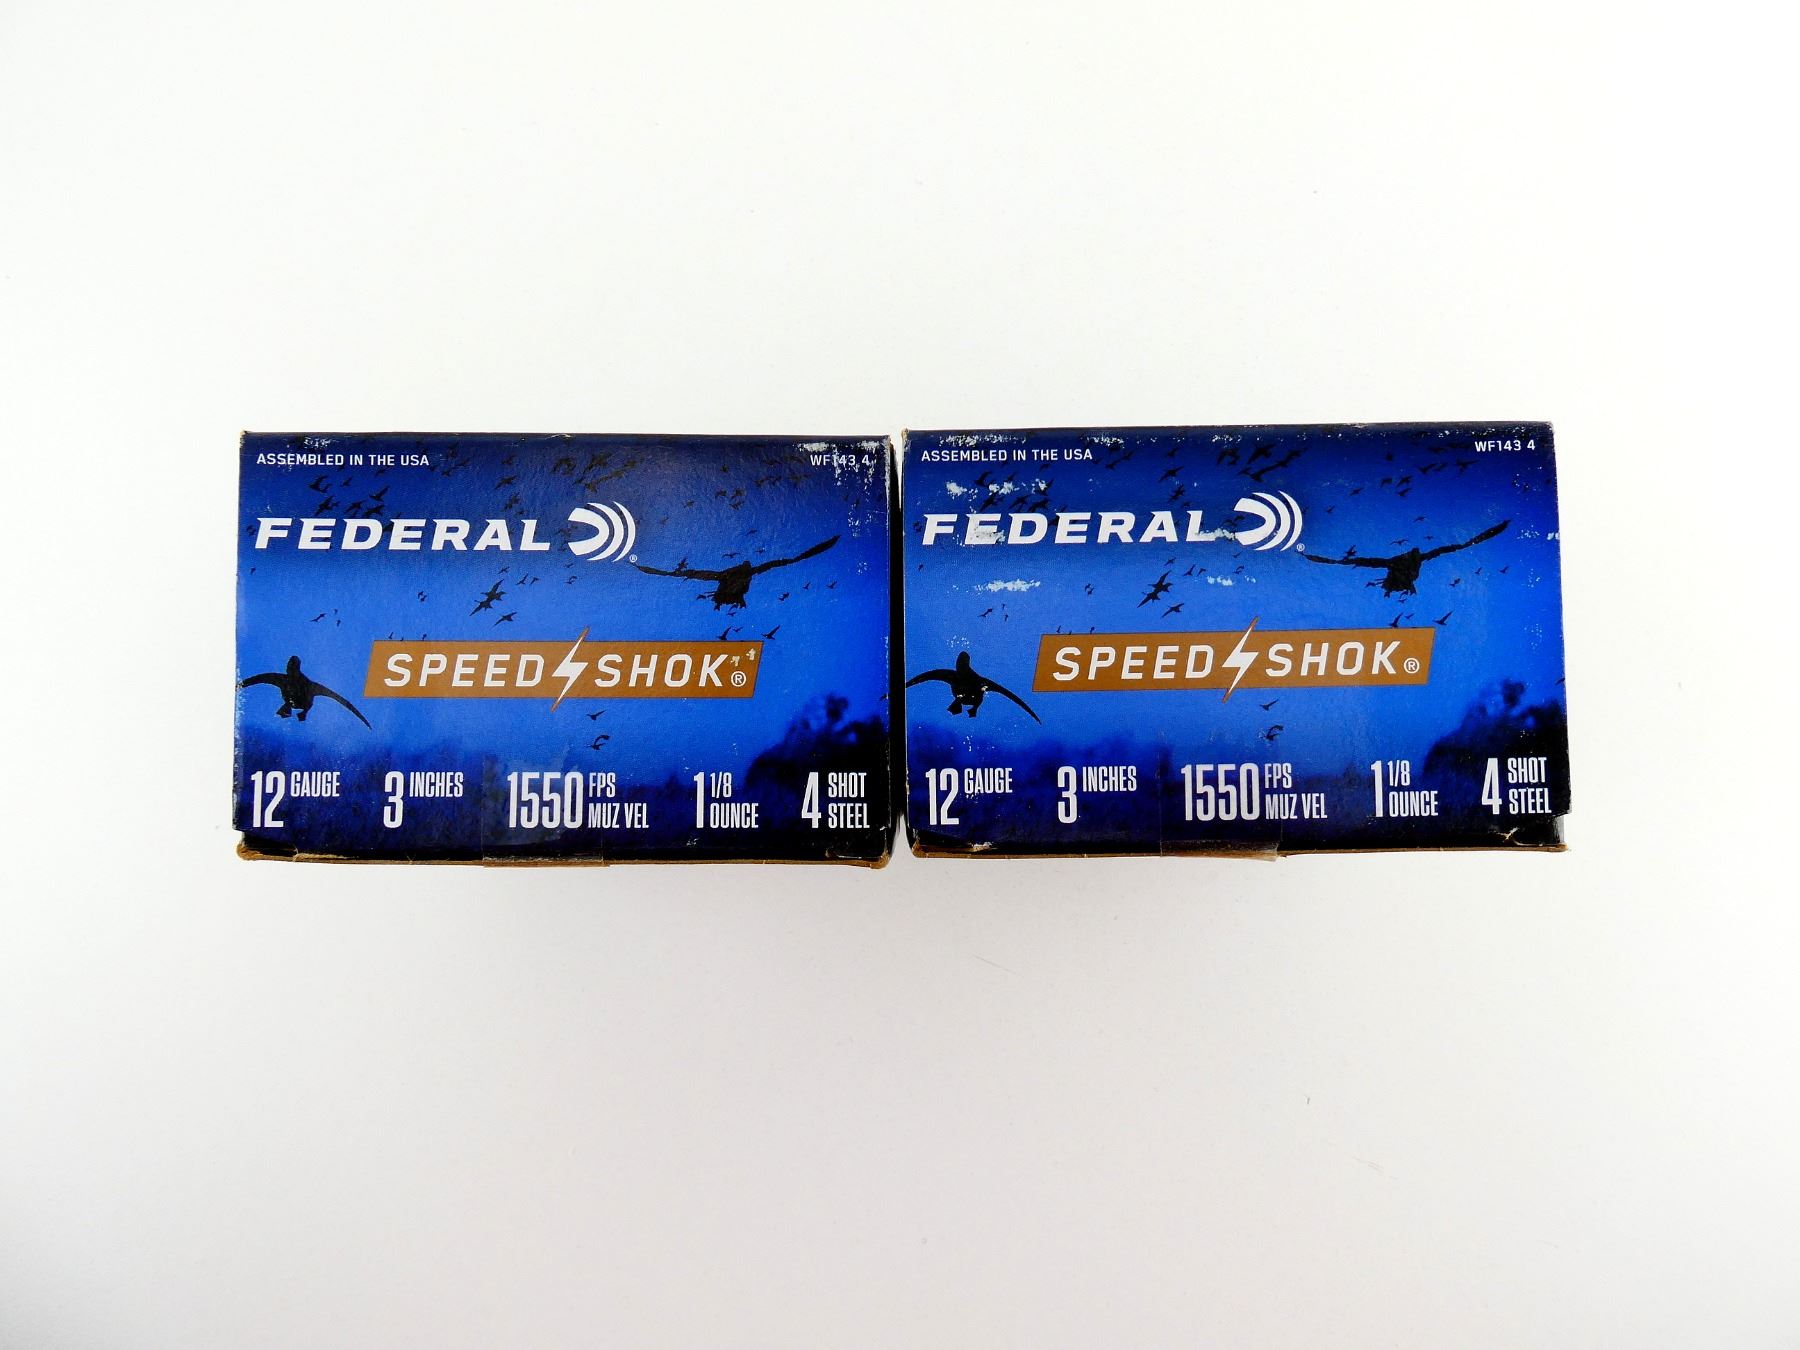 ASSEMBLED IN THE USA WF143 4
FEDERAL®
SPEED SHOK®
12 GAUGE 3 INCHES 1550 FPS MUZ VEL 1 1/8 OUNCE 4 SHOT STEEL
ASSEMBLED IN THE USA WF143 4
FEDERAL®
SPEED SHOK®
12 GAUGE 3 INCHES 1550 FPS MUZ VEL 1 1/8 OUNCE 4 SHOT STEEL